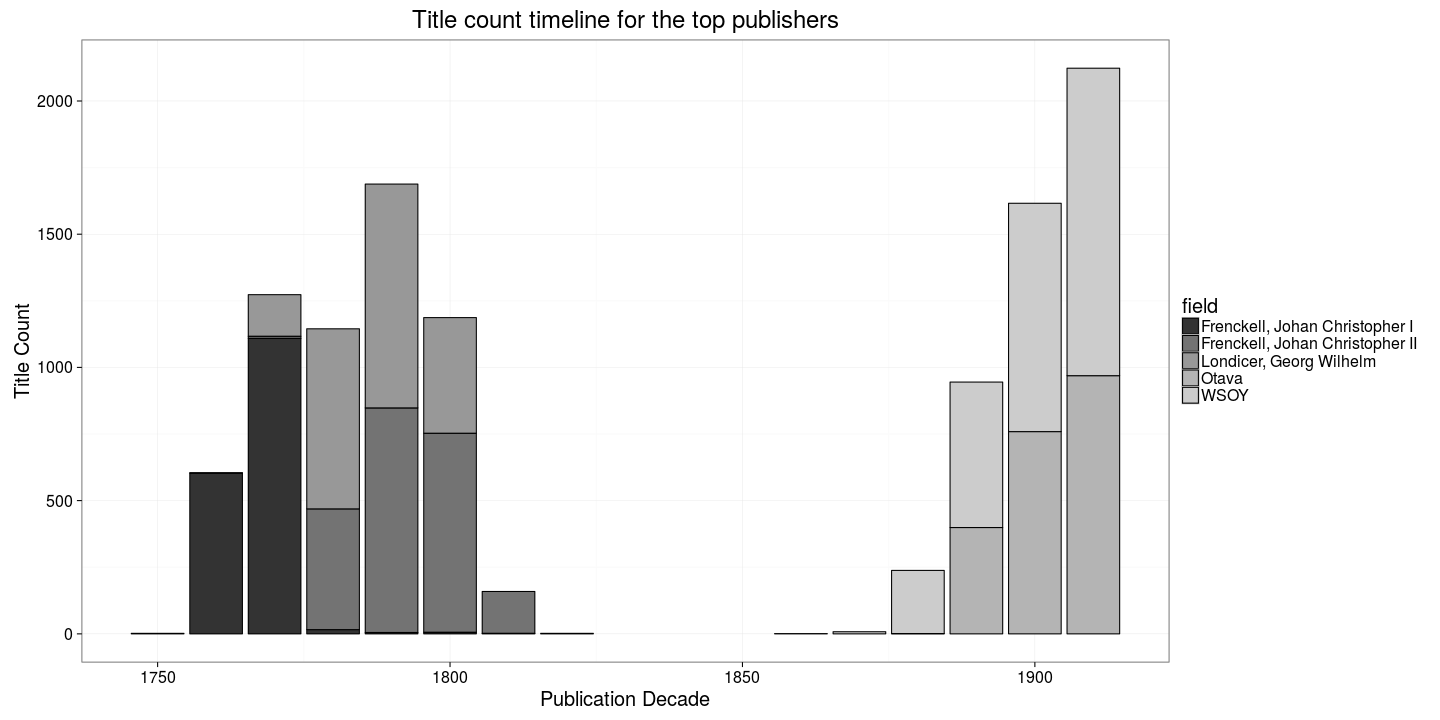 Title count timeline for the top publishers
Title Count
2000
1500
1000
500
0
1750
1800
1850
1900
Publication Decade
field
Frenckell, Johan Christopher I
Frenckell, Johan Christopher II
Londicer, Georg Wilhelm
Otava
WSOY